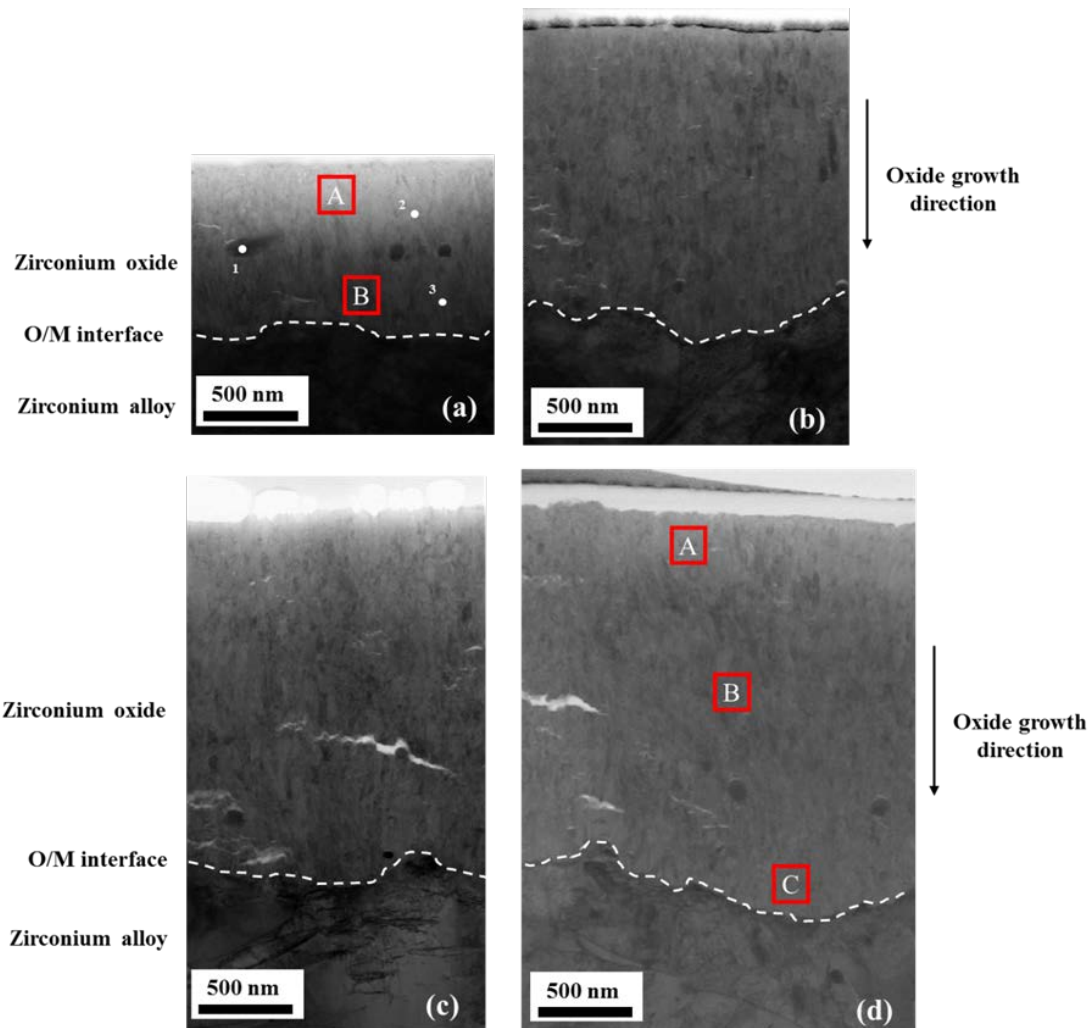 A
2
1
B
3
Zirconium oxide
O/M interface
Zirconium alloy
500 nm
(a)
500 nm
(b)
Oxide growth
direction
Zirconium oxide
O/M interface
Zirconium alloy
500 nm
(c)
A
B
C
500 nm
(d)
Oxide growth
direction